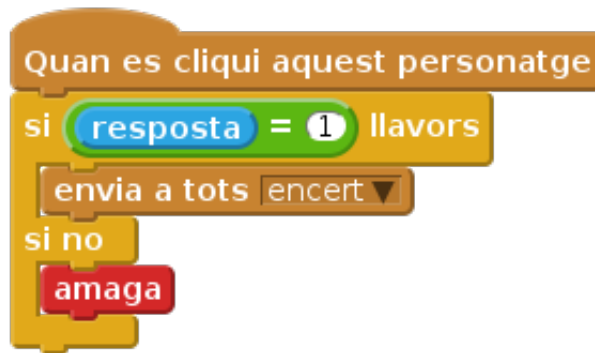 Quan es cliqui aquest personatge
si resposta = 1 llavors
envia a tots encert
si no
amaga